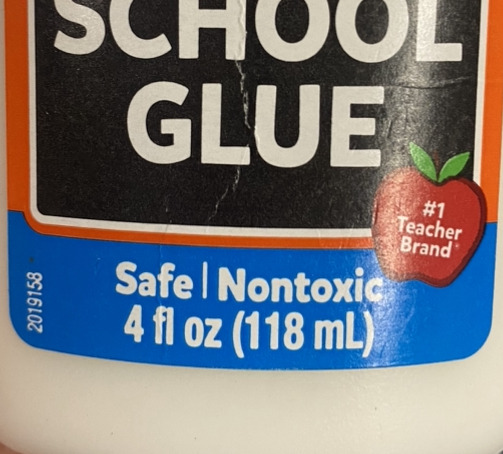 SCHOOL
GLUE
#1
Teacher
Brand
Safe | Nontoxic
4 fl oz (118 mL)
2019158